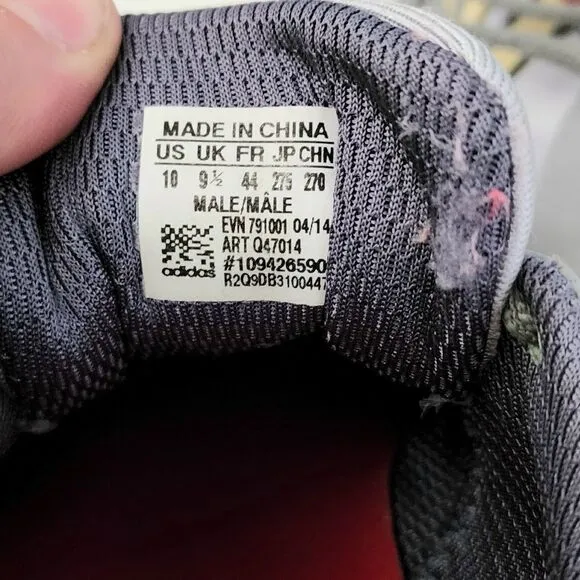 MADE IN CHINA
US UK FR JP CHN
10 9½ 44 275 270
MALE/MÂLE
EVN 791001 04/14
ART Q47014
adidas
#109426590
R2Q9DB3100447